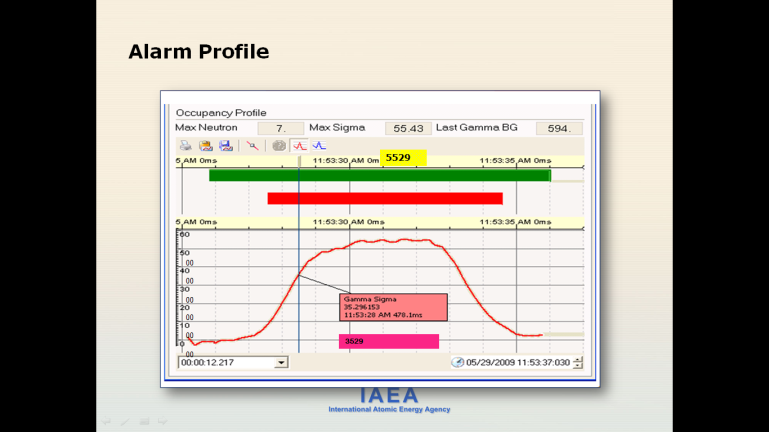 Alarm Profile
Occupancy Profile
Max Neutron 7. Max Sigma 55.43 Last Gamma BG 594.
5 AM 0ms 11:53:30 AM 0ms 5529 11:53:35 AM 0ms
5 AM 0ms 11:53:30 AM 0ms 11:53:35 AM 0ms
60
00
50
00
40
00
30
00
20
00
10
00
0
00
Gamma Sigma
35.296153
11:53:28 AM 478.1ms
3529
00:00:12.217 05/29/2009 11:53:37:030
IAEA
International Atomic Energy Agency